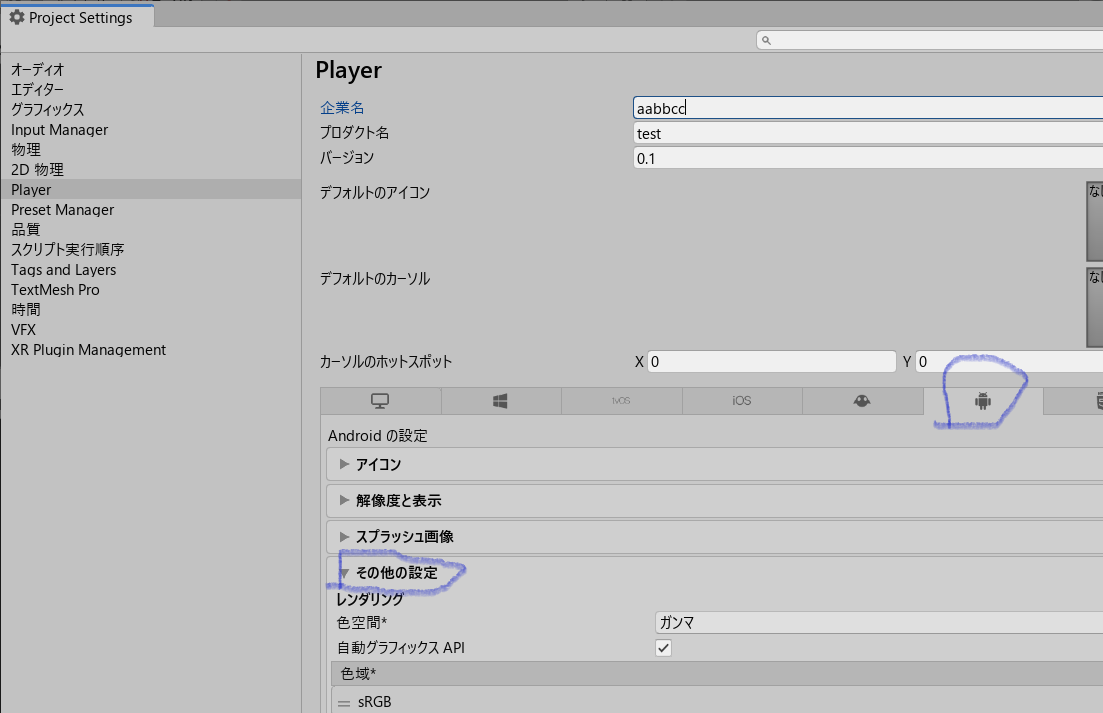 Project Settings
オーディオ
エディター
グラフィックス
Input Manager
物理
2D 物理
Player
Preset Manager
品質
スクリプト実行順序
Tags and Layers
TextMesh Pro
時間
VFX
XR Plugin Management
Player
企業名 aabbcc
プロダクト名 test
バージョン 0.1
デフォルトのアイコン
デフォルトのカーソル
カーソルのホットスポット X 0 Y 0
tvOS iOS
Android の設定
アイコン
解像度と表示
スプラッシュ画像
その他の設定
レンダリング
色空間* ガンマ
自動グラフィックス API
色域*
sRGB